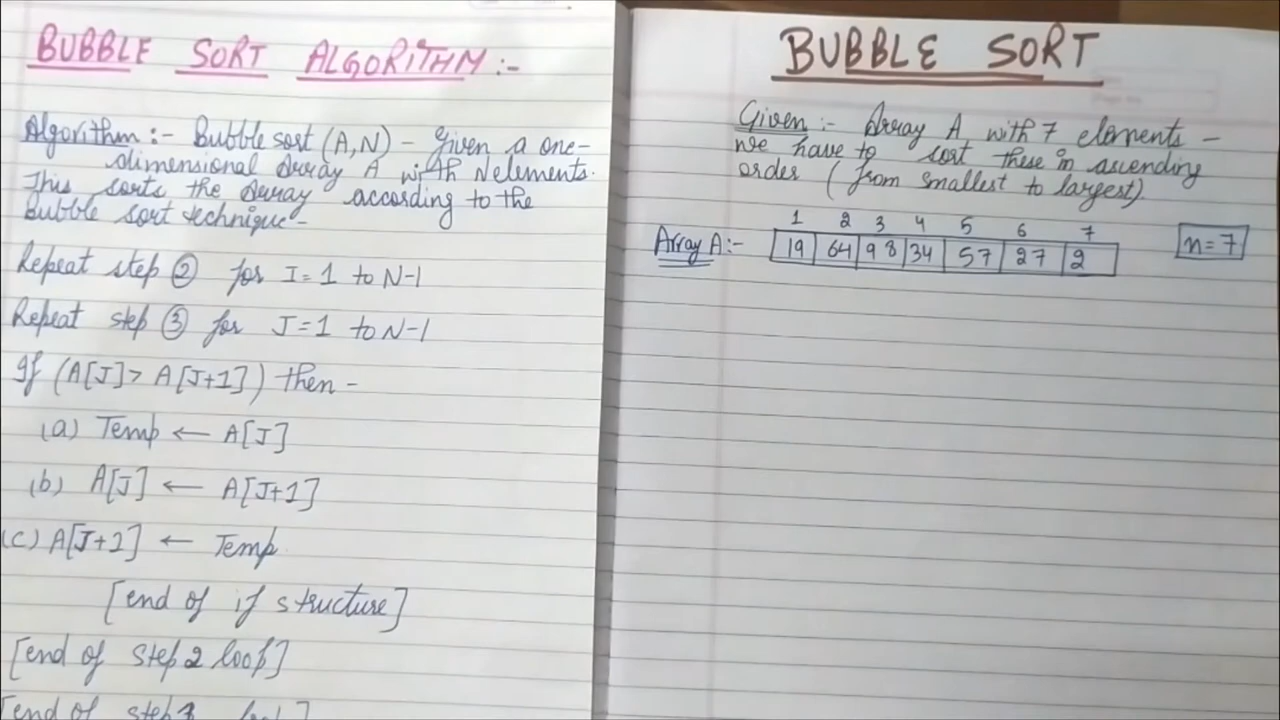 BUBBLE SORT ALGORITHM :-
Algorithm :- Bubble sort (A,N) - Given a one-
dimensional Array A with N elements.
This sorts the Array according to the
Bubble sort technique -
Repeat step ② for I = 1 to N-1
Repeat step ③ for J = 1 to N-1
If (A[J] > A[J+1]) then -
(a) Temp ← A[J]
(b) A[J] ← A[J+1]
(c) A[J+1] ← Temp
[end of if structure]
[end of step 2 loop]
[end of step
BUBBLE SORT
Given :- Array A with 7 elements -
we have to sort these in ascending
order (from smallest to largest).
1 2 3 4 5 6 7
Array A:- 19 64 98 34 57 27 2 n=7